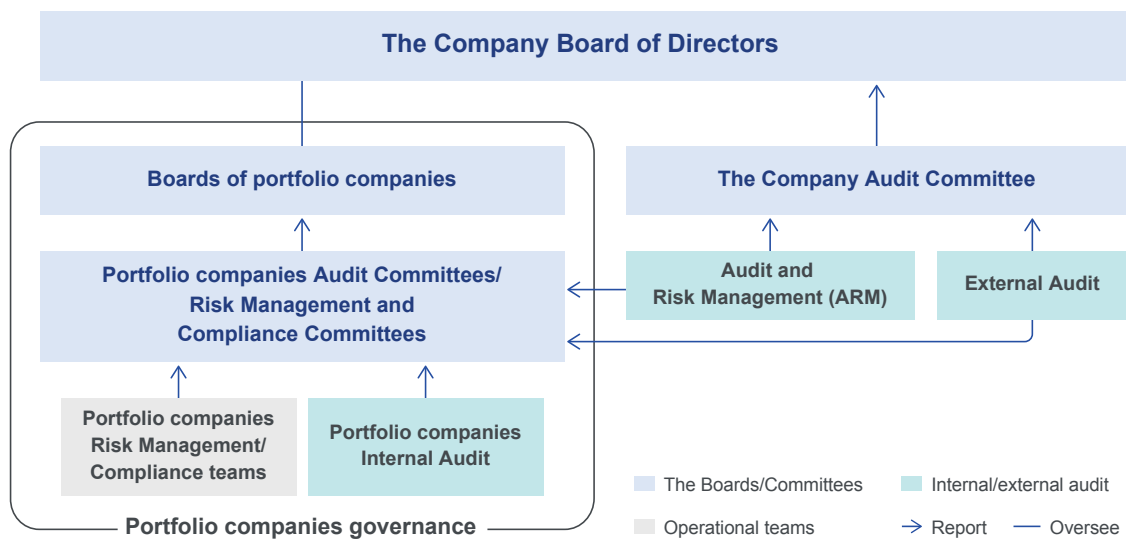 The Company Board of Directors
Boards of portfolio companies
The Company Audit Committee
Portfolio companies Audit Committees/
Risk Management and
Compliance Committees
Audit and
Risk Management (ARM)
External Audit
Portfolio companies
Risk Management/
Compliance teams
Portfolio companies
Internal Audit
Portfolio companies governance
The Boards/Committees
Internal/external audit
Operational teams
Report
Oversee